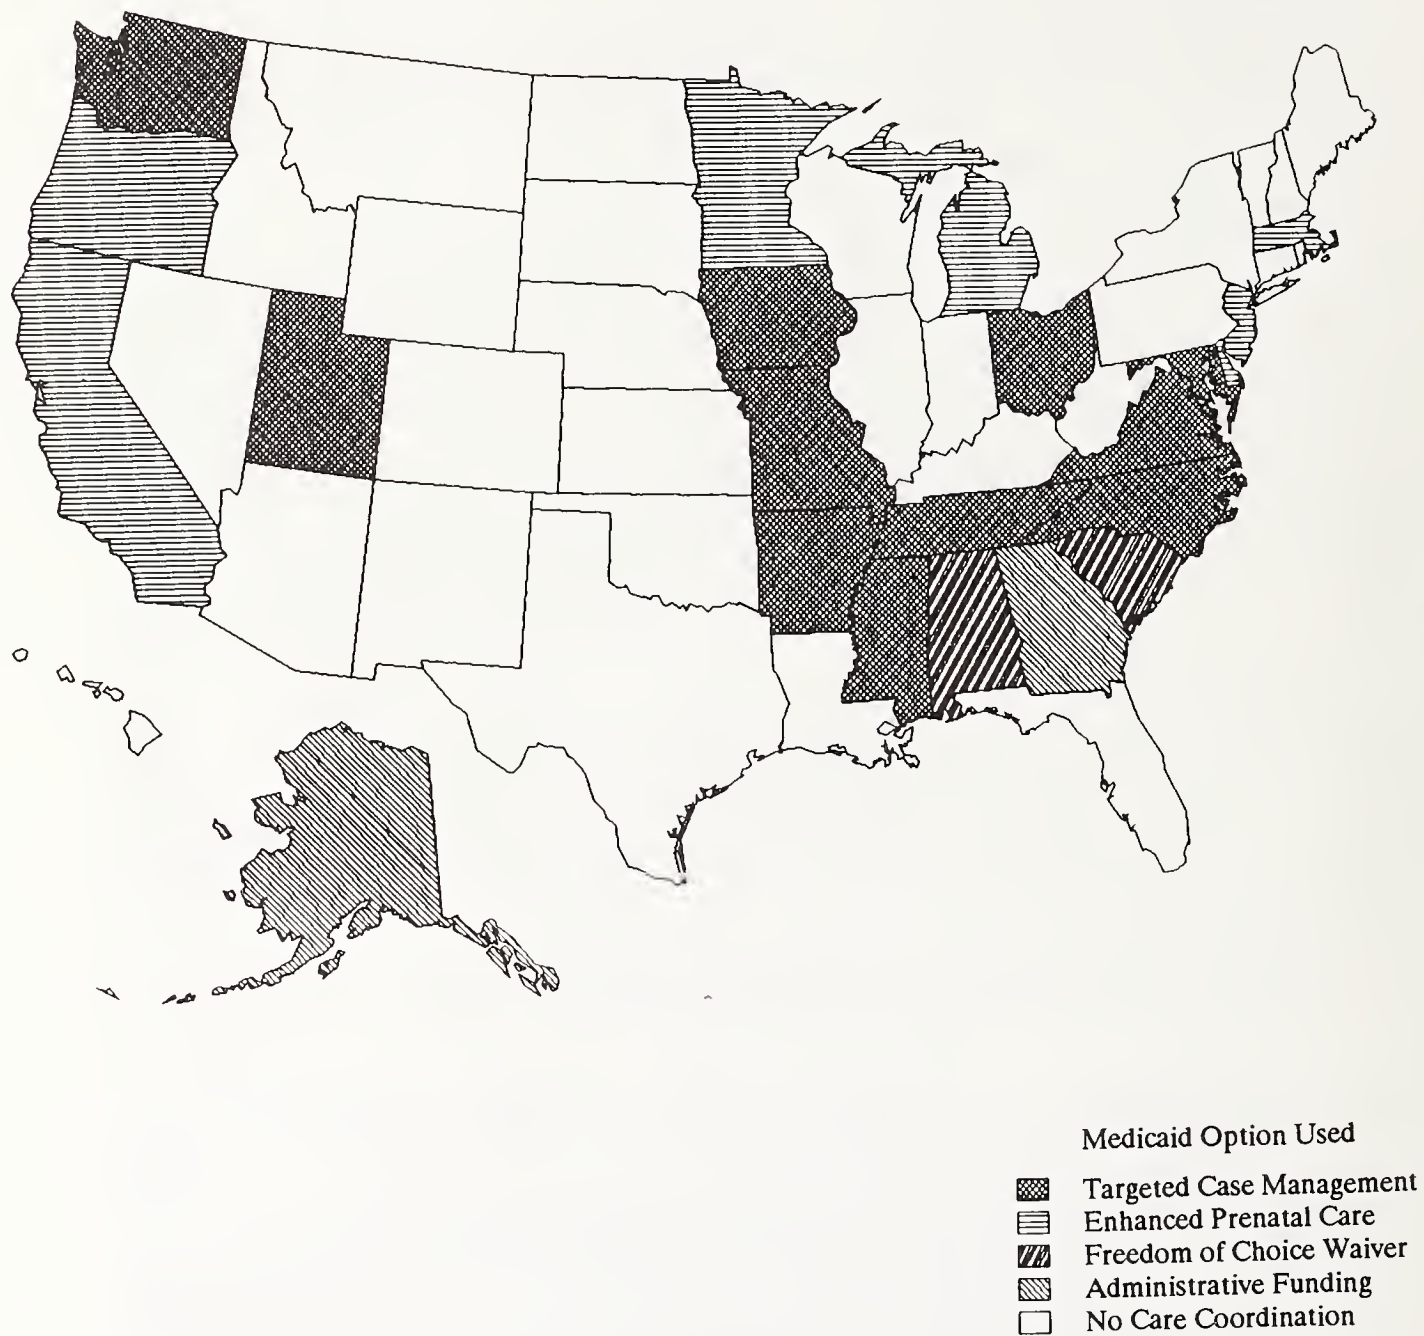 Medicaid Option Used
Targeted Case Management
Enhanced Prenatal Care
Freedom of Choice Waiver
Administrative Funding
No Care Coordination